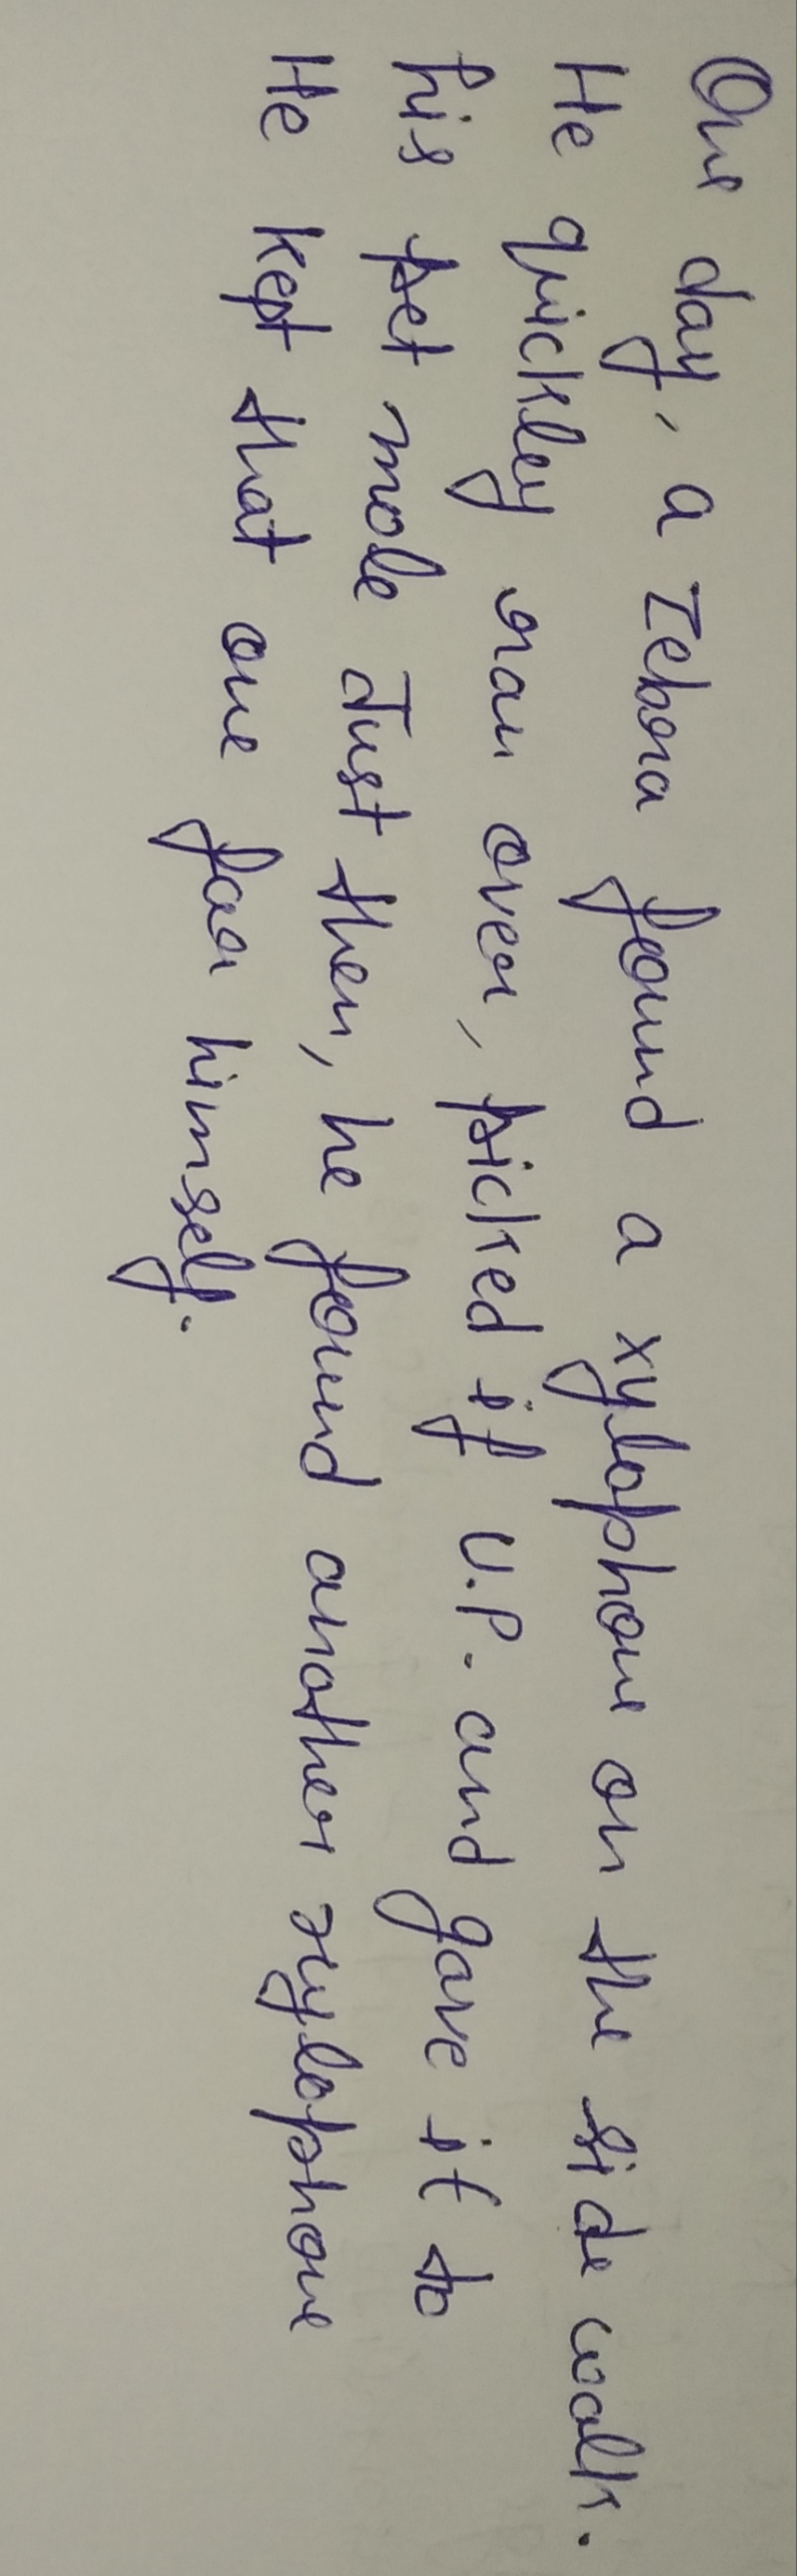 One day, a zebra found a xylophone on the side walk.
He quickley ran over, picked if U.P. and gave it to
his pet mole Just then, he found another xylophone
He kept that one for himself.